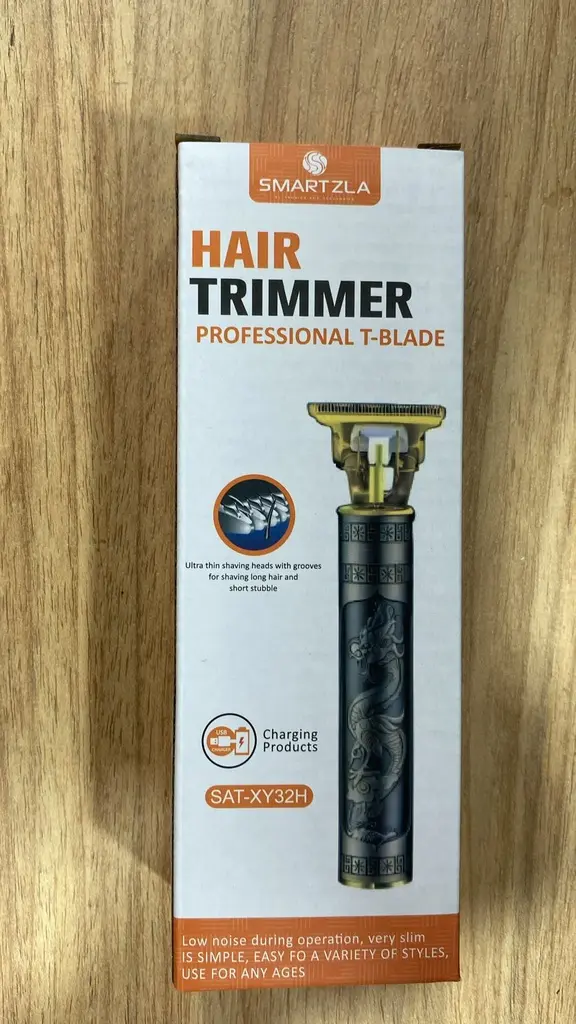 SMARTZLA
HAIR
TRIMMER
PROFESSIONAL T-BLADE
Ultra thin shaving heads with grooves
for shaving long hair and
short stubble
USB
CHARGER
Charging
Products
SAT-XY32H
Low noise during operation, very slim
IS SIMPLE, EASY FO A VARIETY OF STYLES,
USE FOR ANY AGES